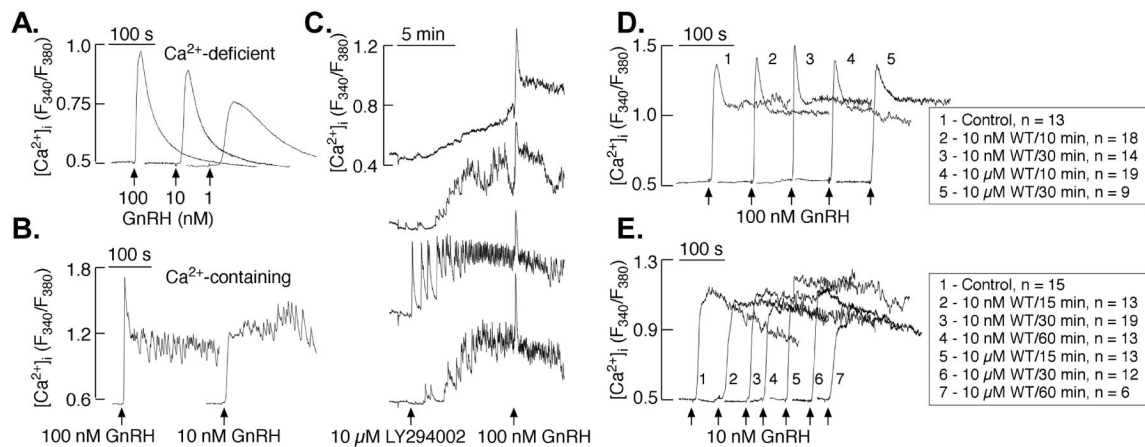 A.
100 s
Ca²⁺-deficient
1.0
0.75
0.5
[Ca²⁺]i (F340/F380)
100
10
1
GnRH (nM)
B.
100 s
Ca²⁺-containing
1.8
1.2
0.6
[Ca²⁺]i (F340/F380)
100 nM GnRH
10 nM GnRH
C.
5 min
1.2
0.8
0.4
[Ca²⁺]i (F340/F380)
10 µM LY294002
100 nM GnRH
D.
100 s
1.5
1.0
0.5
[Ca²⁺]i (F340/F380)
1
2
3
4
5
100 nM GnRH
1 - Control, n = 13
2 - 10 nM WT/10 min, n = 18
3 - 10 nM WT/30 min, n = 14
4 - 10 µM WT/10 min, n = 19
5 - 10 µM WT/30 min, n = 9
E.
100 s
1.3
0.9
0.5
[Ca²⁺]i (F340/F380)
1
2
3
4
5
6
7
10 nM GnRH
1 - Control, n = 15
2 - 10 nM WT/15 min, n = 13
3 - 10 nM WT/30 min, n = 19
4 - 10 nM WT/60 min, n = 13
5 - 10 µM WT/15 min, n = 13
6 - 10 µM WT/30 min, n = 12
7 - 10 µM WT/60 min, n = 6